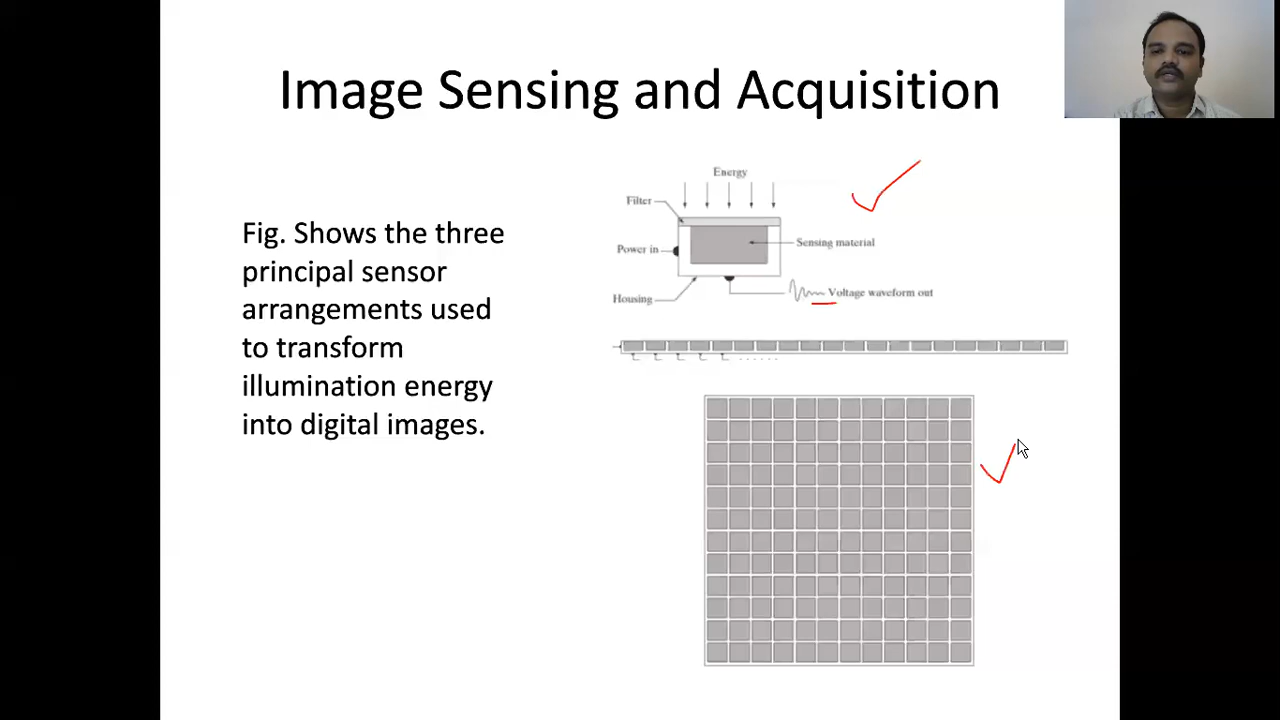 Image Sensing and Acquisition
Fig. Shows the three
principal sensor
arrangements used
to transform
illumination energy
into digital images.
Energy
Filter
Power in
Sensing material
Housing
Voltage waveform out